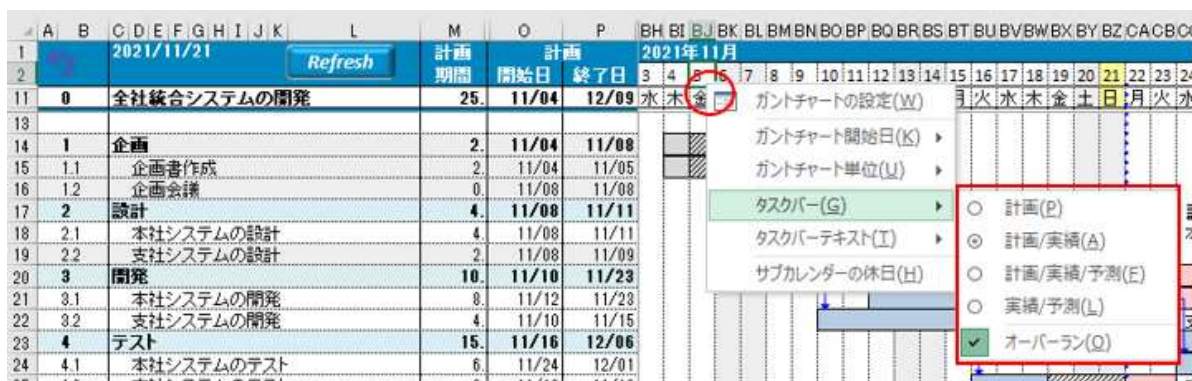 A B C D E F G H I J K L M O P BH BI BJ BK BL BM BN BO BP BQ BR BS BT BU BV BW BX BY BZ CA CB
1 2021/11/21 Refresh 計画 計画 2021年11月
2 期間 開始日 終了日 3 4 5 6 7 8 9 10 11 12 13 14 15 16 17 18 19 20 21 22 23
11 0 全社統合システムの開発 25. 11/04 12/09 水 木 金 火 水 木 金 土 日 月 火
13
14 1 企画 2. 11/04 11/08
15 1.1 企画書作成 2. 11/04 11/05
16 1.2 企画会議 0. 11/08 11/08
17 2 設計 4. 11/08 11/11
18 2.1 本社システムの設計 4. 11/08 11/11
19 2.2 支社システムの設計 2. 11/08 11/09
20 3 開発 10. 11/10 11/23
21 3.1 本社システムの開発 8. 11/12 11/23
22 3.2 支社システムの開発 4. 11/10 11/15
23 4 テスト 15. 11/16 12/06
24 4.1 本社システムのテスト 6. 11/24 12/01
ガントチャートの設定(W)
ガントチャート開始日(K)
ガントチャート単位(U)
タスクバー(G)
タスクバーテキスト(T)
サブカレンダーの休日(H)
計画(P)
計画/実績(A)
計画/実績/予測(F)
実績/予測(L)
オーバーラン(O)